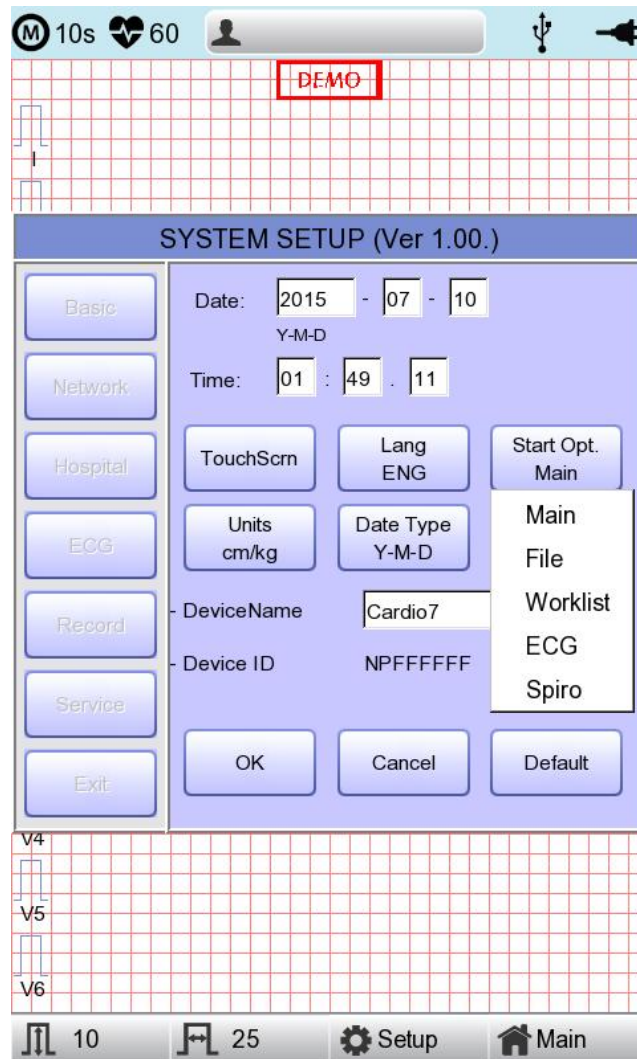 M 10s 60
DEMO
I
SYSTEM SETUP (Ver 1.00.)
Basic
Network
Hospital
ECG
Record
Service
Exit
Date: 2015 - 07 - 10
Y-M-D
Time: 01 : 49 . 11
TouchScrn
Lang
ENG
Start Opt.
Main
Units
cm/kg
Date Type
Y-M-D
Main
File
Worklist
ECG
Spiro
- DeviceName Cardio7
- Device ID NPFFFFFF
OK Cancel Default
V4
V5
V6
10 25 Setup Main